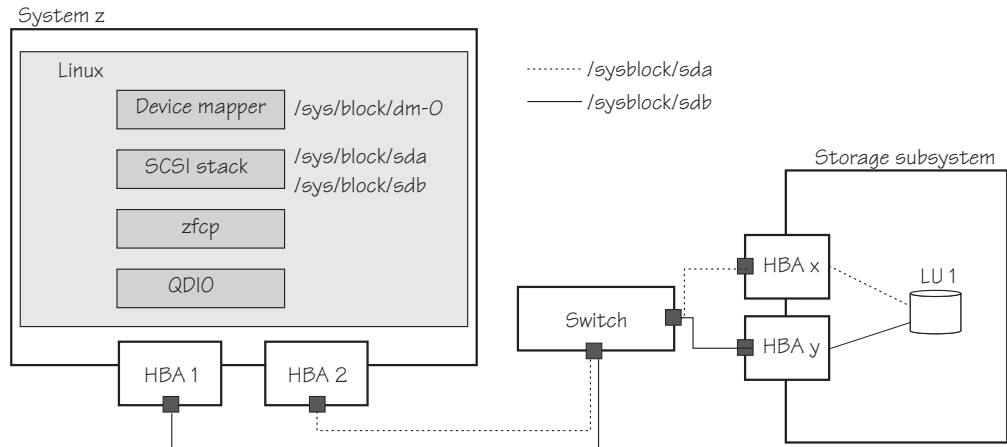 System z
Linux
Device mapper
/sys/block/dm-0
SCSI stack
/sys/block/sda
/sys/block/sdb
zfcp
QDIO
HBA 1
HBA 2
/sysblock/sda
/sysblock/sdb
Switch
Storage subsystem
HBA x
HBA y
LU 1